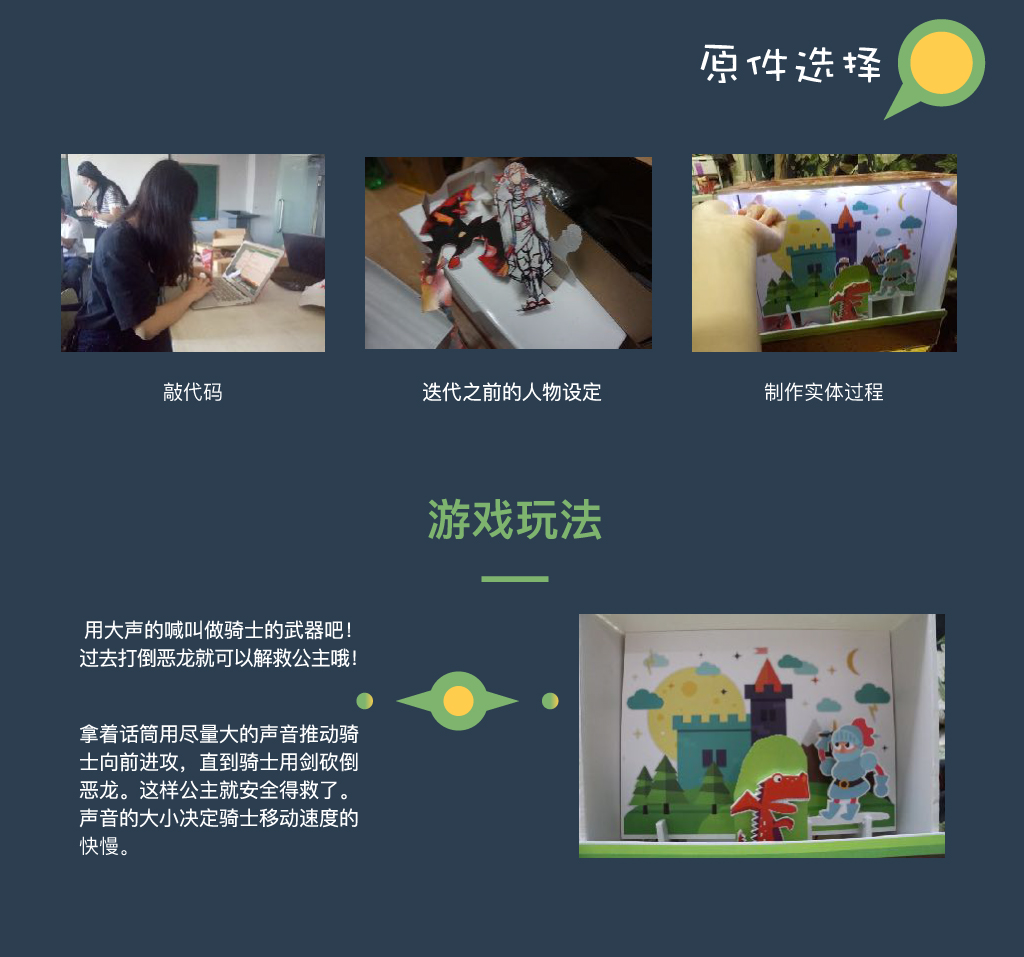 原件选择
敲代码
迭代之前的人物设定
制作实体过程
游戏玩法
用大声的喊叫做骑士的武器吧！
过去打倒恶龙就可以解救公主哦！
拿着话筒用尽量大的声音推动骑
士向前进攻，直到骑士用剑砍倒
恶龙。这样公主就安全得救了。
声音的大小决定骑士移动速度的
快慢。